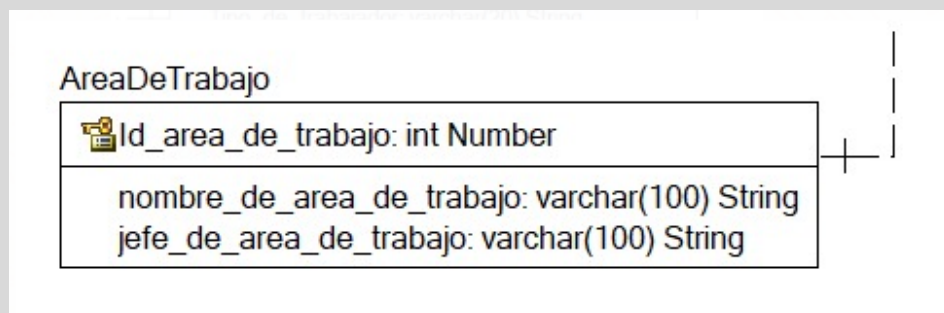 AreaDeTrabajo
Id_area_de_trabajo: int Number
nombre_de_area_de_trabajo: varchar(100) String
jefe_de_area_de_trabajo: varchar(100) String